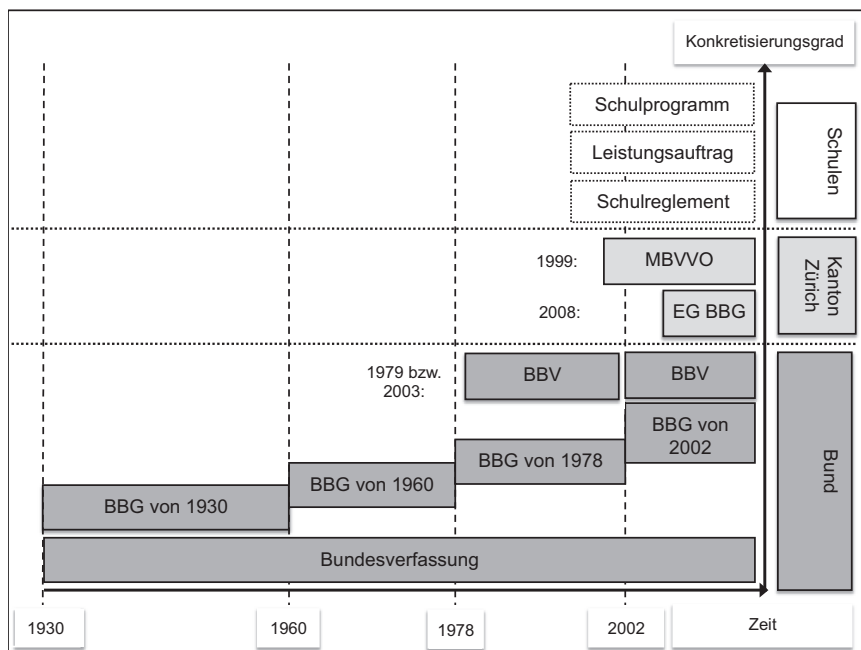 Konkretisierungsgrad
Schulprogramm
Leistungsauftrag
Schulreglement
Schulen
1999:
MBVVO
2008:
EG BBG
Kanton
Zürich
1979 bzw.
2003:
BBV
BBV
BBG von
2002
BBG von 1978
BBG von 1960
BBG von 1930
Bundesverfassung
Bund
1930
1960
1978
2002
Zeit